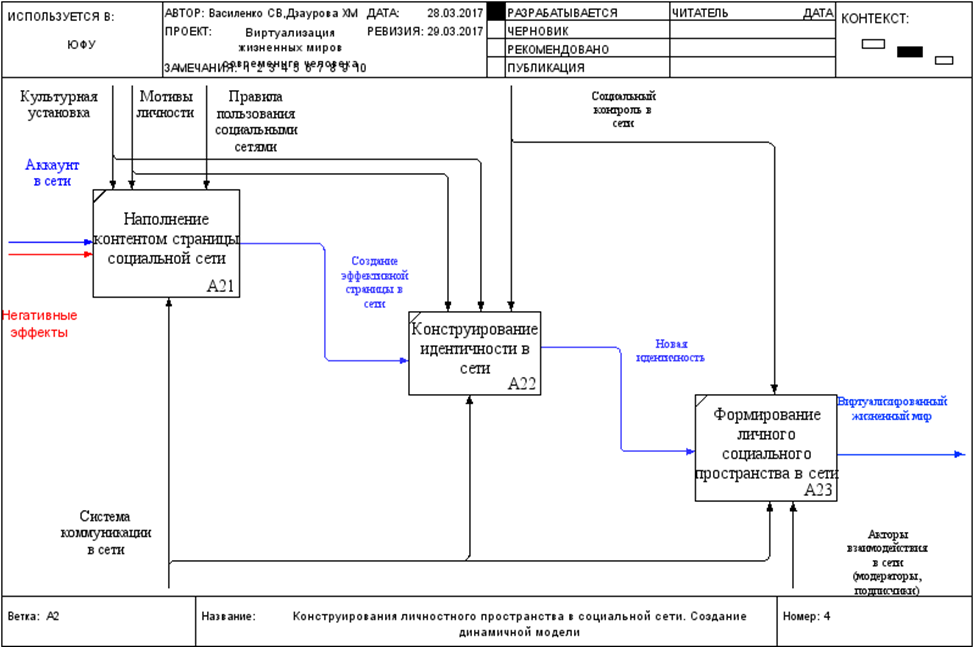 ИСПОЛЬЗУЕТСЯ В:
ЮФУ
АВТОР: Василенко СВ,Дзаурова ХМ
ДАТА: 28.03.2017
ПРОЕКТ: Виртуализация
жизненных миров
современнго человека
РЕВИЗИЯ: 29.03.2017
ЗАМЕЧАНИЯ: 1 2 3 4 5 6 7 8 9 10
РАЗРАБАТЫВАЕТСЯ
ЧЕРНОВИК
РЕКОМЕНДОВАНО
ПУБЛИКАЦИЯ
ЧИТАТЕЛЬ ДАТА
КОНТЕКСТ:
Культурная
установка
Мотивы
личности
Правила
пользования
социальными
сетями
Социальный
контроль в
сети
Аккаунт
в сети
Наполнение
контентом страницы
социальной сети
A21
Негативные
эффекты
Создание
эффективной
страницы в
сети
Конструирование
идентичности в
сети
A22
Новая
идентичность
Формирование
личного
социального
пространства в сети
A23
Виртуализированный
жизненный мир
Система
коммуникации
в сети
Акторы
взаимодействия
в сети
(модераторы,
подписчики)
Ветка: A2
Название: Конструирования личностного пространства в социальной сети. Создание
динамичной модели
Номер: 4